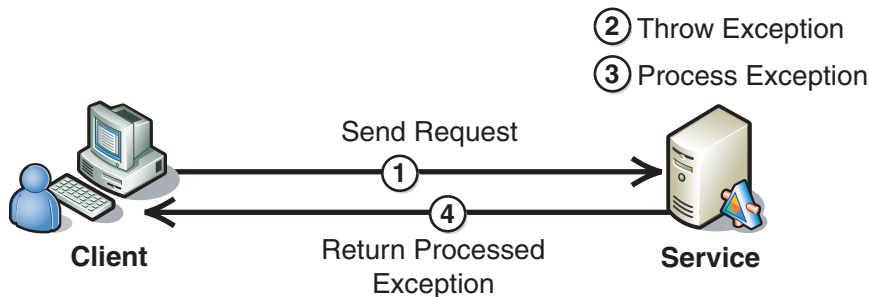 2 Throw Exception
3 Process Exception
Send Request
1
4
Return Processed
Exception
Client
Service